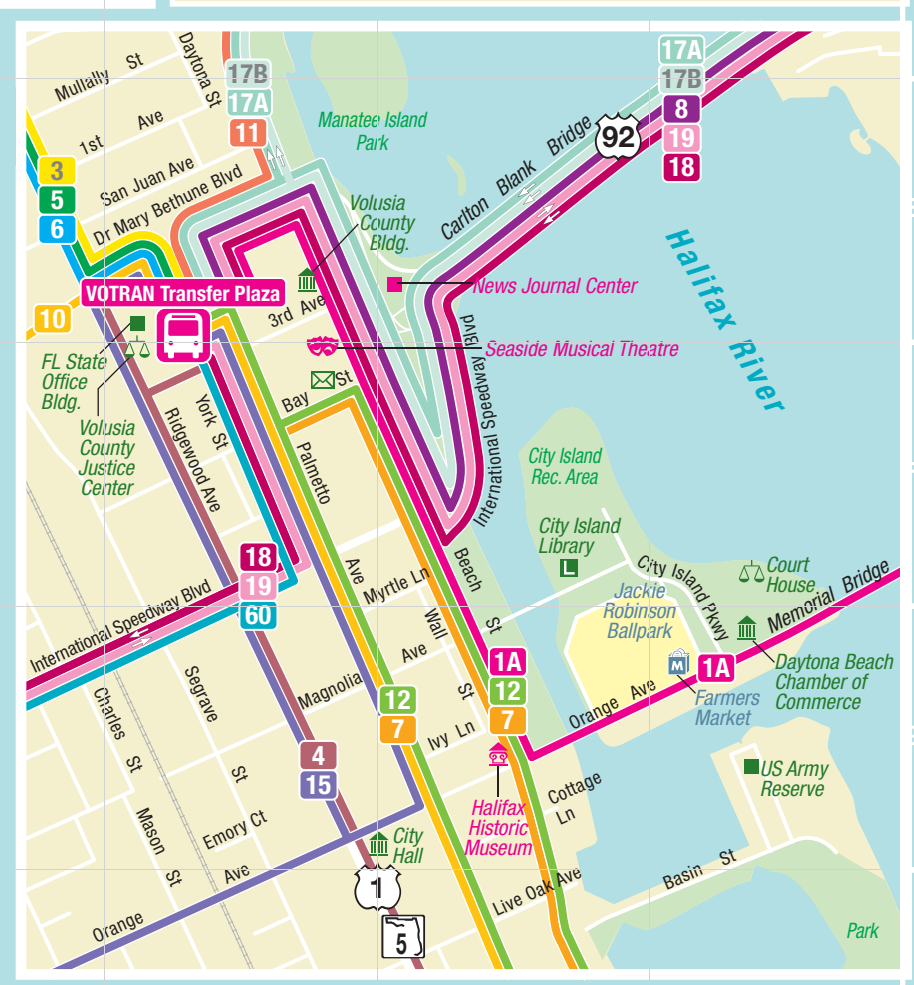 Mullally St
Daytona St
1st Ave
San Juan Ave
Dr Mary Bethune Blvd
17B
17A
11
3
5
6
10
Manatee Island
Park
Volusia
County
Bldg.
Carlton Blank Bridge
92
17A
17B
8
19
18
Halifax River
VOTRAN Transfer Plaza
News Journal Center
Seaside Musical Theatre
3rd Ave
Bay St
FL State
Office
Bldg.
Volusia
County
Justice
Center
York St
Ridgewood Ave
Palmetto Ave
International Speedway Blvd
City Island
Rec. Area
City Island
Library
L
City Island Pkwy
Court
House
Jackie
Robinson
Ballpark
Memorial Bridge
18
19
60
International Speedway Blvd
Myrtle Ln
Beach St
Wall St
Magnolia Ave
1A
12
7
12
7
1A
M
Farmers
Market
Orange Ave
Daytona Beach
Chamber of
Commerce
Charles St
Segrave St
Ivy Ln
4
15
Halifax
Historic
Museum
Cottage Ln
US Army
Reserve
Mason St
Emory Ct
City
Hall
1
5
Orange Ave
Live Oak Ave
Basin St
Park